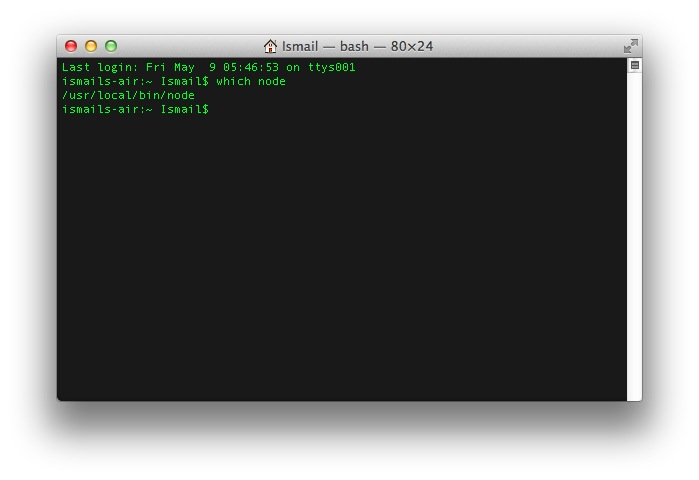 Ismail — bash — 80×24
Last login: Fri May  9 05:46:53 on ttys001
ismails-air:~ Ismail$ which node
/usr/local/bin/node
ismails-air:~ Ismail$